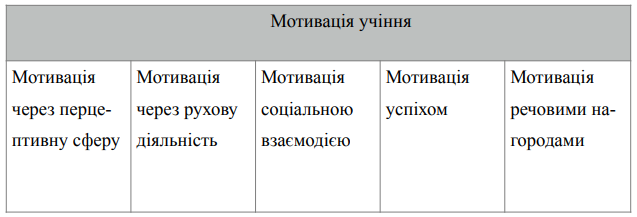 Мотивація учіння
Мотивація
через перце-
птивну сферу
Мотивація
через рухову
діяльність
Мотивація
соціальною
взаємодією
Мотивація
успіхом
Мотивація
речовими на-
городами